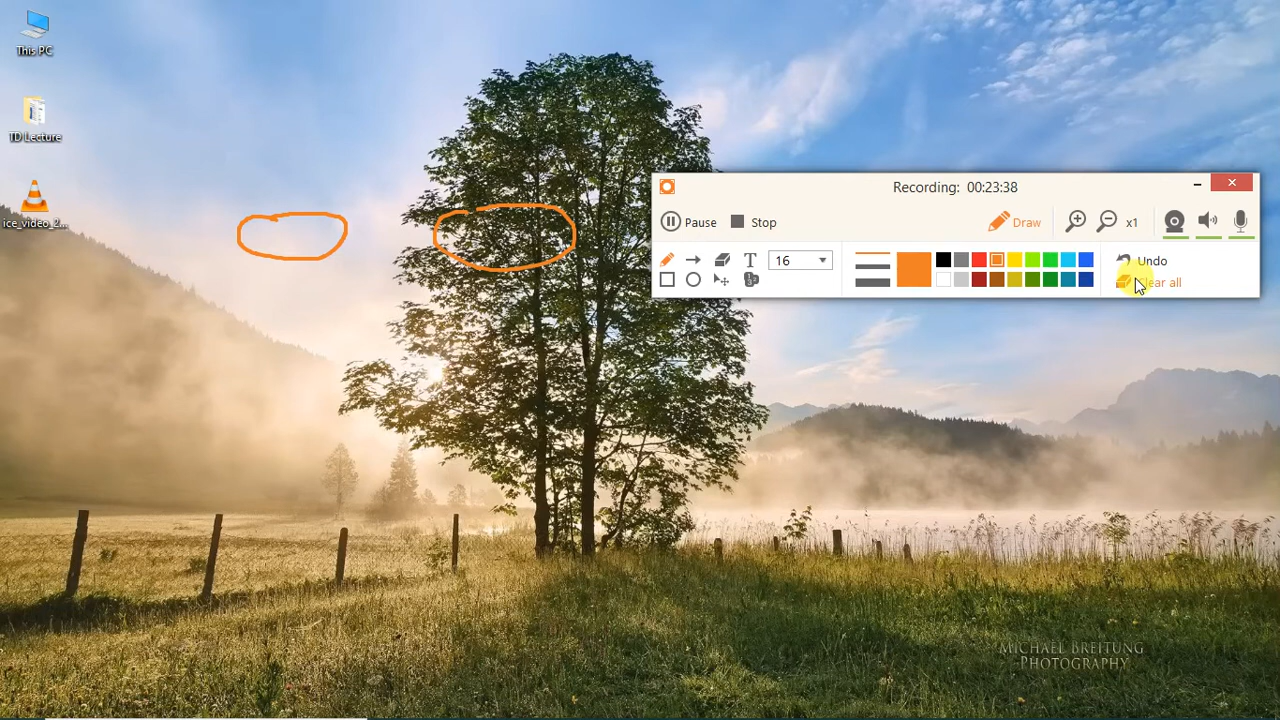 This PC
TD Lecture
ice_video_2...
Recording: 00:23:38
Pause
Stop
Draw
x1
T
16
Undo
Clear all
MICHAEL BREITUNG
PHOTOGRAPHY